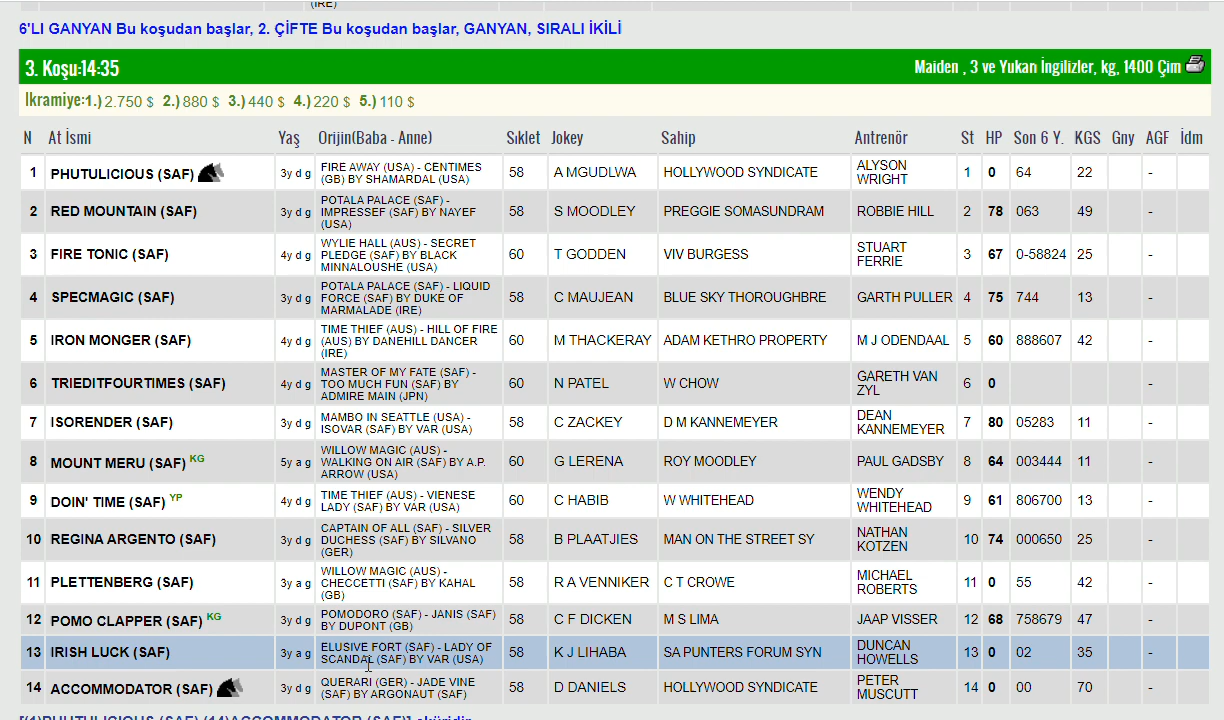 (IRE)
6'LI GANYAN Bu koşudan başlar, 2. ÇİFTE Bu koşudan başlar, GANYAN, SIRALI İKİLİ
3. Koşu:14:35 Maiden , 3 ve Yukarı İngilizler, kg, 1400 Çim
İkramiye:1.) 2.750 $ 2.) 880 $ 3.) 440 $ 4.) 220 $ 5.) 110 $
N At İsmi Yaş Orijin(Baba - Anne) Sıklet Jokey Sahip Antrenör St HP Son 6 Y. KGS Gny AGF İdm
1 PHUTULICIOUS (SAF) 3y d g FIRE AWAY (USA) - CENTIMES (GB) BY SHAMARDAL (USA) 58 A MGUDLWA HOLLYWOOD SYNDICATE ALYSON WRIGHT 1 0 64 22 -
2 RED MOUNTAIN (SAF) 3y d g POTALA PALACE (SAF) - IMPRESSEF (SAF) BY NAYEF (USA) 58 S MOODLEY PREGGIE SOMASUNDRAM ROBBIE HILL 2 78 063 49 -
3 FIRE TONIC (SAF) 4y d g WYLIE HALL (AUS) - SECRET PLEDGE (SAF) BY BLACK MINNALOUSHE (USA) 60 T GODDEN VIV BURGESS STUART FERRIE 3 67 0-58824 25 -
4 SPECMAGIC (SAF) 3y d g POTALA PALACE (SAF) - LIQUID FORCE (SAF) BY DUKE OF MARMALADE (IRE) 58 C MAUJEAN BLUE SKY THOROUGHBRE GARTH PULLER 4 75 744 13 -
5 IRON MONGER (SAF) 4y d g TIME THIEF (AUS) - HILL OF FIRE (AUS) BY DANEHILL DANCER (IRE) 60 M THACKERAY ADAM KETHRO PROPERTY M J ODENDAAL 5 60 888607 42 -
6 TRIEDITFOURTIMES (SAF) 4y d g MASTER OF MY FATE (SAF) - TOO MUCH FUN (SAF) BY ADMIRE MAIN (JPN) 60 N PATEL W CHOW GARETH VAN ZYL 6 0 -
7 ISORENDER (SAF) 3y d g MAMBO IN SEATTLE (USA) - ISOVAR (SAF) BY VAR (USA) 58 C ZACKEY D M KANNEMEYER DEAN KANNEMEYER 7 80 05283 11 -
8 MOUNT MERU (SAF) KG 5y a g WILLOW MAGIC (AUS) - WALKING ON AIR (SAF) BY A.P. ARROW (USA) 60 G LERENA ROY MOODLEY PAUL GADSBY 8 64 003444 11 -
9 DOIN' TIME (SAF) YP 4y d g TIME THIEF (AUS) - VIENESE LADY (SAF) BY VAR (USA) 60 C HABIB W WHITEHEAD WENDY WHITEHEAD 9 61 806700 13 -
10 REGINA ARGENTO (SAF) 3y d g CAPTAIN OF ALL (SAF) - SILVER DUCHESS (SAF) BY SILVANO (GER) 58 B PLAATJIES MAN ON THE STREET SY NATHAN KOTZEN 10 74 000650 25 -
11 PLETTENBERG (SAF) 3y a g WILLOW MAGIC (AUS) - CHECCETTI (SAF) BY KAHAL (GB) 58 R A VENNIKER C T CROWE MICHAEL ROBERTS 11 0 55 42 -
12 POMO CLAPPER (SAF) KG 3y d g POMODORO (SAF) - JANIS (SAF) BY DUPONT (GB) 58 C F DICKEN M S LIMA JAAP VISSER 12 68 758679 47 -
13 IRISH LUCK (SAF) 3y a g ELUSIVE FORT (SAF) - LADY OF SCANDAL (SAF) BY VAR (USA) 58 K J LIHABA SA PUNTERS FORUM SYN DUNCAN HOWELLS 13 0 02 35 -
14 ACCOMMODATOR (SAF) 3y d g QUERARI (GER) - JADE VINE (SAF) BY ARGONAUT (SAF) 58 D DANIELS HOLLYWOOD SYNDICATE PETER MUSCUTT 14 0 00 70 -
[(1)PHUTULICIOUS (SAF),(14)ACCOMMODATOR (SAF)] eküridir.